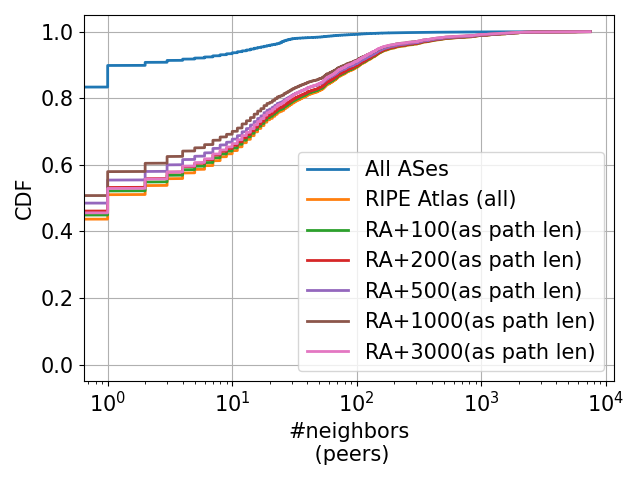 1.0
0.8
0.6
0.4
0.2
0.0
CDF
All ASes
RIPE Atlas (all)
RA+100(as path len)
RA+200(as path len)
RA+500(as path len)
RA+1000(as path len)
RA+3000(as path len)
10⁰
10¹
10²
10³
10⁴
#neighbors
(peers)